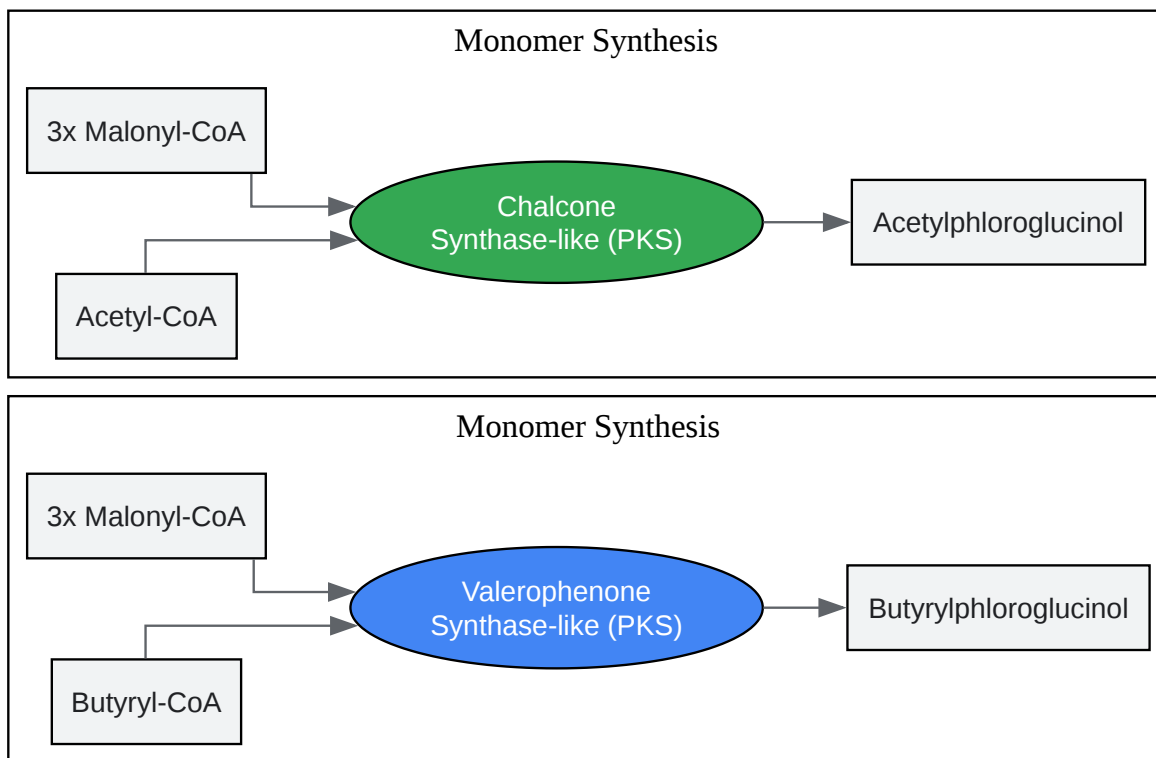 Monomer Synthesis
3x Malonyl-CoA
Chalcone
Synthase-like (PKS)
Acetylphloroglucinol
Acetyl-CoA
Monomer Synthesis
3x Malonyl-CoA
Valerophenone
Synthase-like (PKS)
Butyrylphloroglucinol
Butyryl-CoA